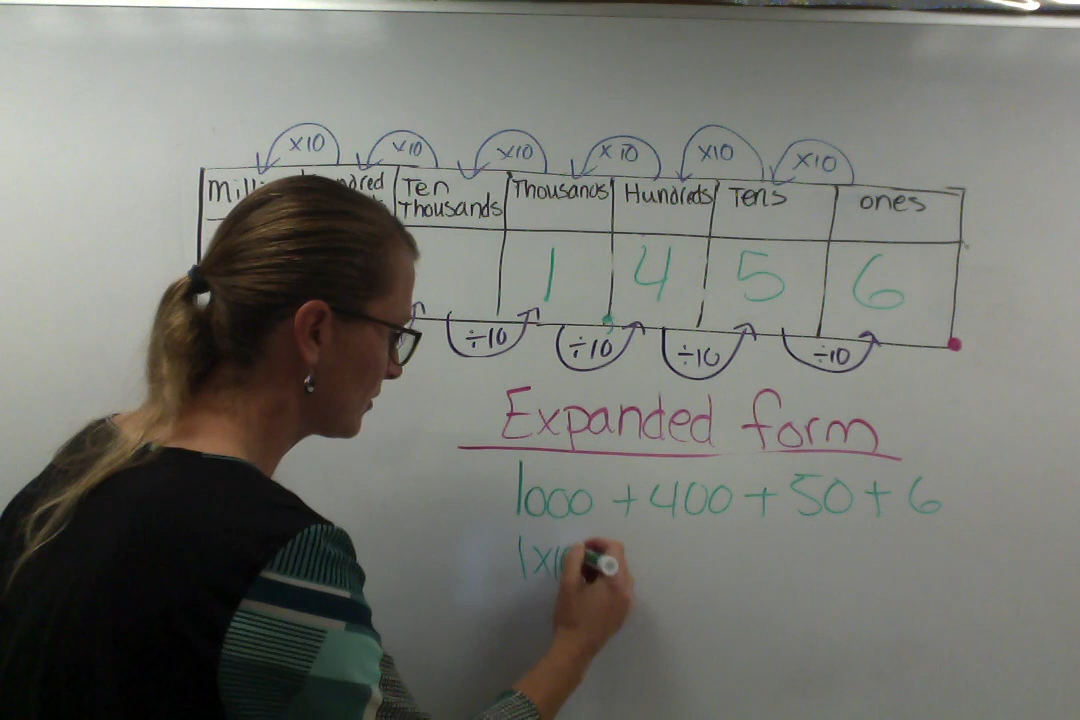 x10 x10 x10 x10 x10 x10
Ten Thousands Thousands Hundreds Tens ones
1 4 5 6
÷10 ÷10 ÷10 ÷10
Expanded form
1000 + 400 + 50 + 6
1x1